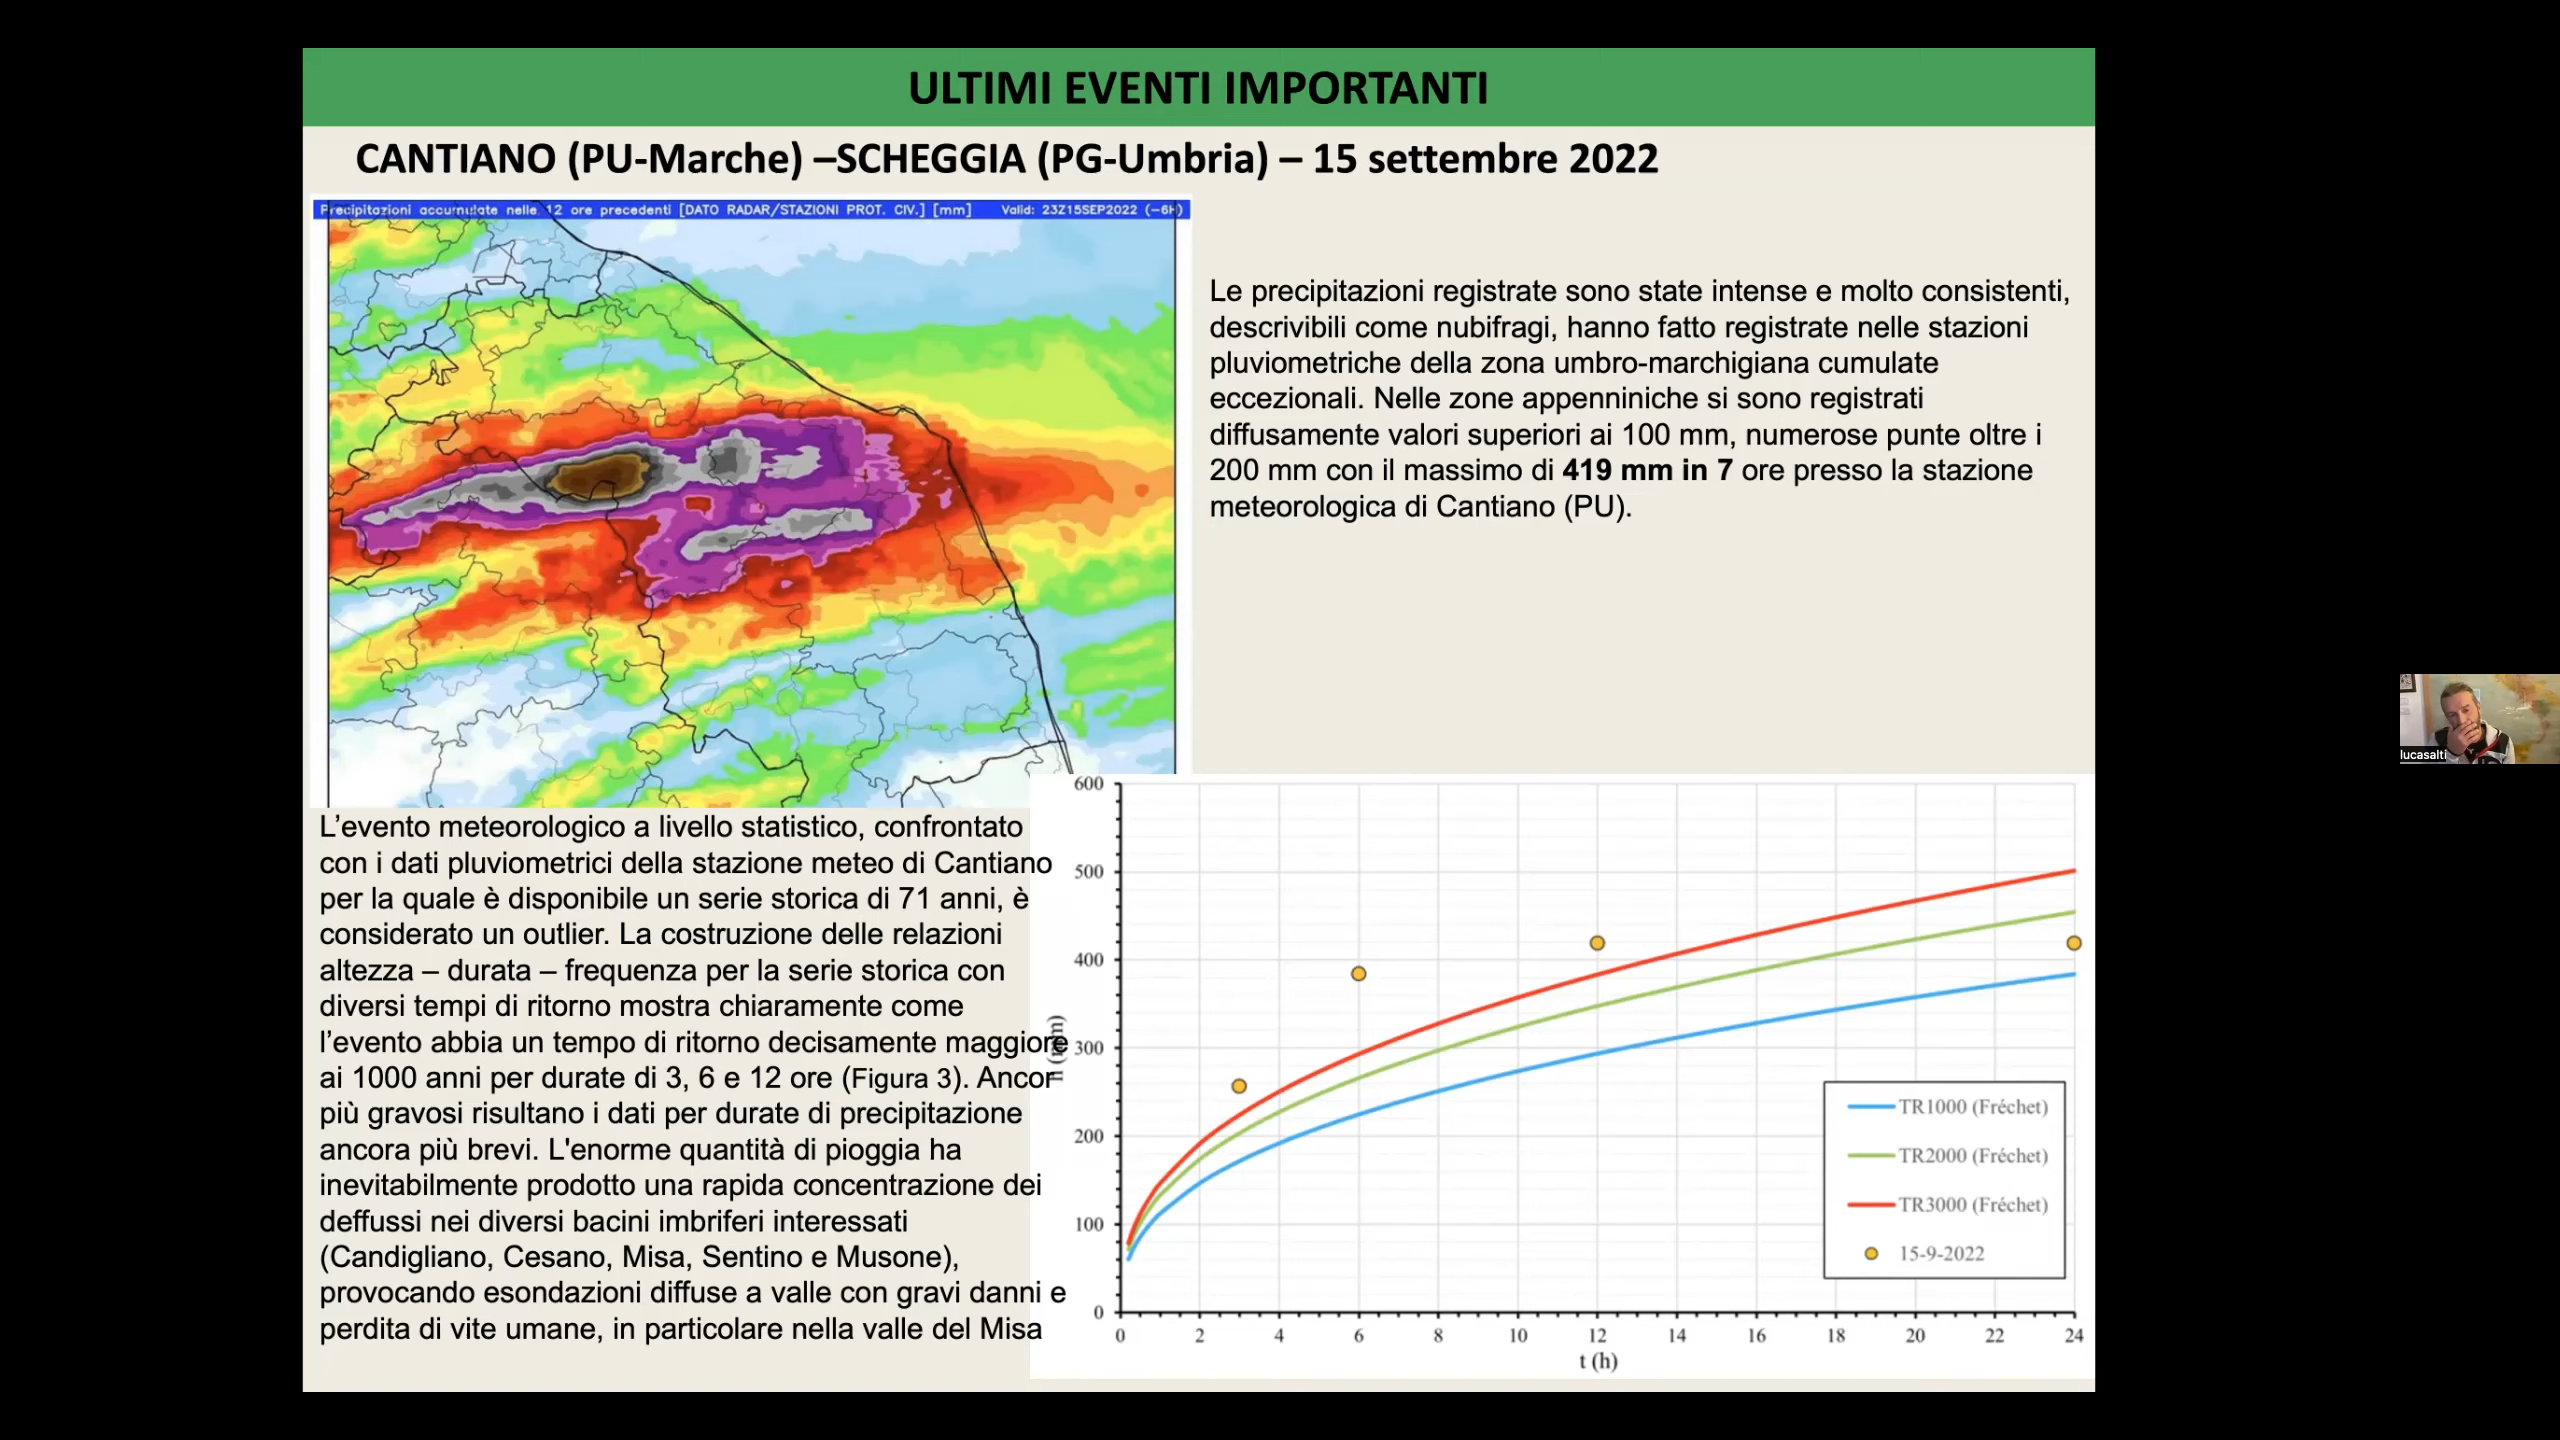 ULTIMI EVENTI IMPORTANTI
CANTIANO (PU-Marche) –SCHEGGIA (PG-Umbria) – 15 settembre 2022
Precipitazioni accumulate nelle 12 ore precedenti [DATO RADAR/STAZIONI PROT. CIV.] [mm] Valid: 23Z15SEP2022 (-6H)
Le precipitazioni registrate sono state intense e molto consistenti,
descrivibili come nubifragi, hanno fatto registrate nelle stazioni
pluviometriche della zona umbro-marchigiana cumulate
eccezionali. Nelle zone appenniniche si sono registrati
diffusamente valori superiori ai 100 mm, numerose punte oltre i
200 mm con il massimo di 419 mm in 7 ore presso la stazione
meteorologica di Cantiano (PU).
L'evento meteorologico a livello statistico, confrontato
con i dati pluviometrici della stazione meteo di Cantiano
per la quale è disponibile un serie storica di 71 anni, è
considerato un outlier. La costruzione delle relazioni
altezza – durata – frequenza per la serie storica con
diversi tempi di ritorno mostra chiaramente come
l'evento abbia un tempo di ritorno decisamente maggiore
ai 1000 anni per durate di 3, 6 e 12 ore (Figura 3). Ancor
più gravosi risultano i dati per durate di precipitazione
ancora più brevi. L'enorme quantità di pioggia ha
inevitabilmente prodotto una rapida concentrazione dei
deffussi nei diversi bacini imbriferi interessati
(Candigliano, Cesano, Misa, Sentino e Musone),
provocando esondazioni diffuse a valle con gravi danni e
perdita di vite umane, in particolare nella valle del Misa
600
500
400
300
200
100
0
h (mm)
0 2 4 6 8 10 12 14 16 18 20 22 24
t (h)
TR1000 (Fréchet)
TR2000 (Fréchet)
TR3000 (Fréchet)
15-9-2022
lucasalti